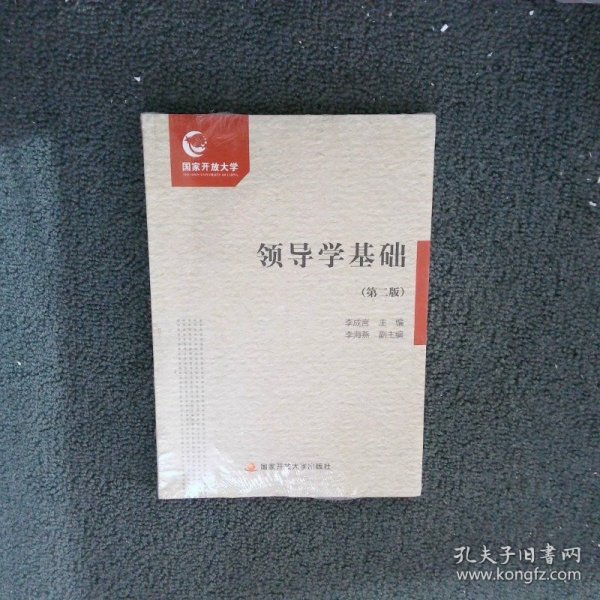 国家开放大学
领导学基础
（第二版）
李成言 主 编
李海燕 副主编
国家开放大学出版社
孔夫子旧书网
www.kongfz.com